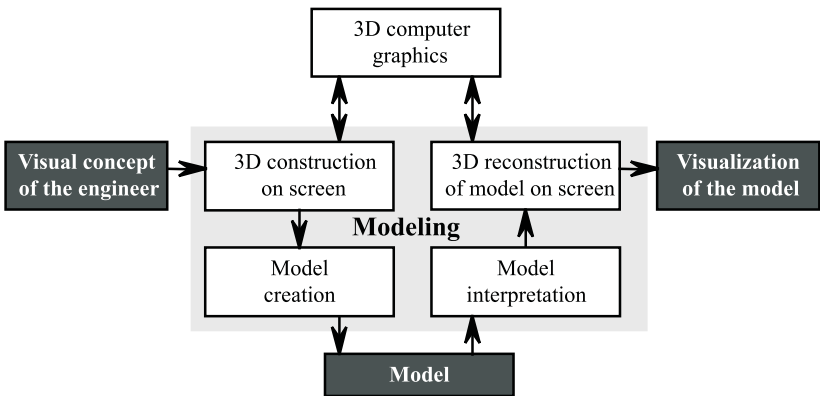 3D computer
graphics
Visual concept
of the engineer
3D construction
on screen
3D reconstruction
of model on screen
Visualization
of the model
Modeling
Model
creation
Model
interpretation
Model